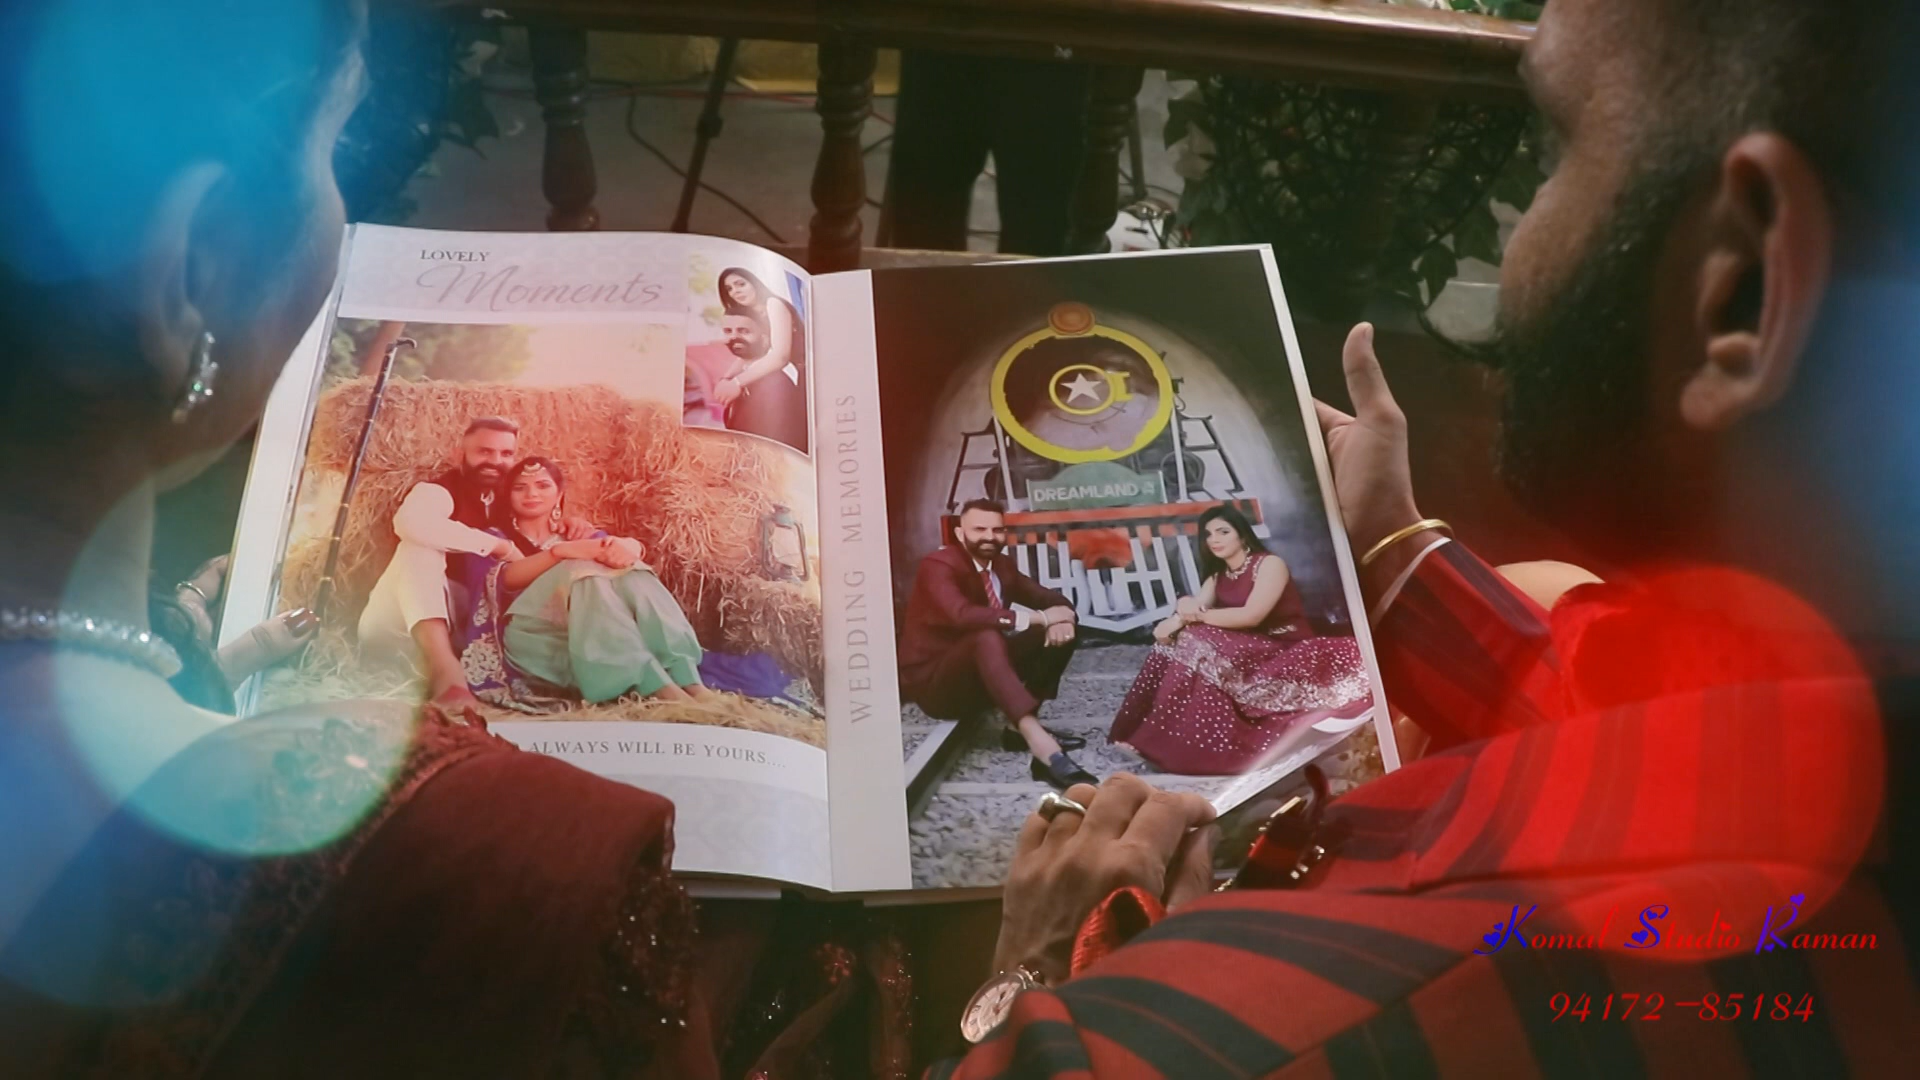 LOVELY
Moments
WEDDING MEMORIES
DREAMLAND
ALWAYS WILL BE YOURS....
Komal Studio Raman
94172-85184